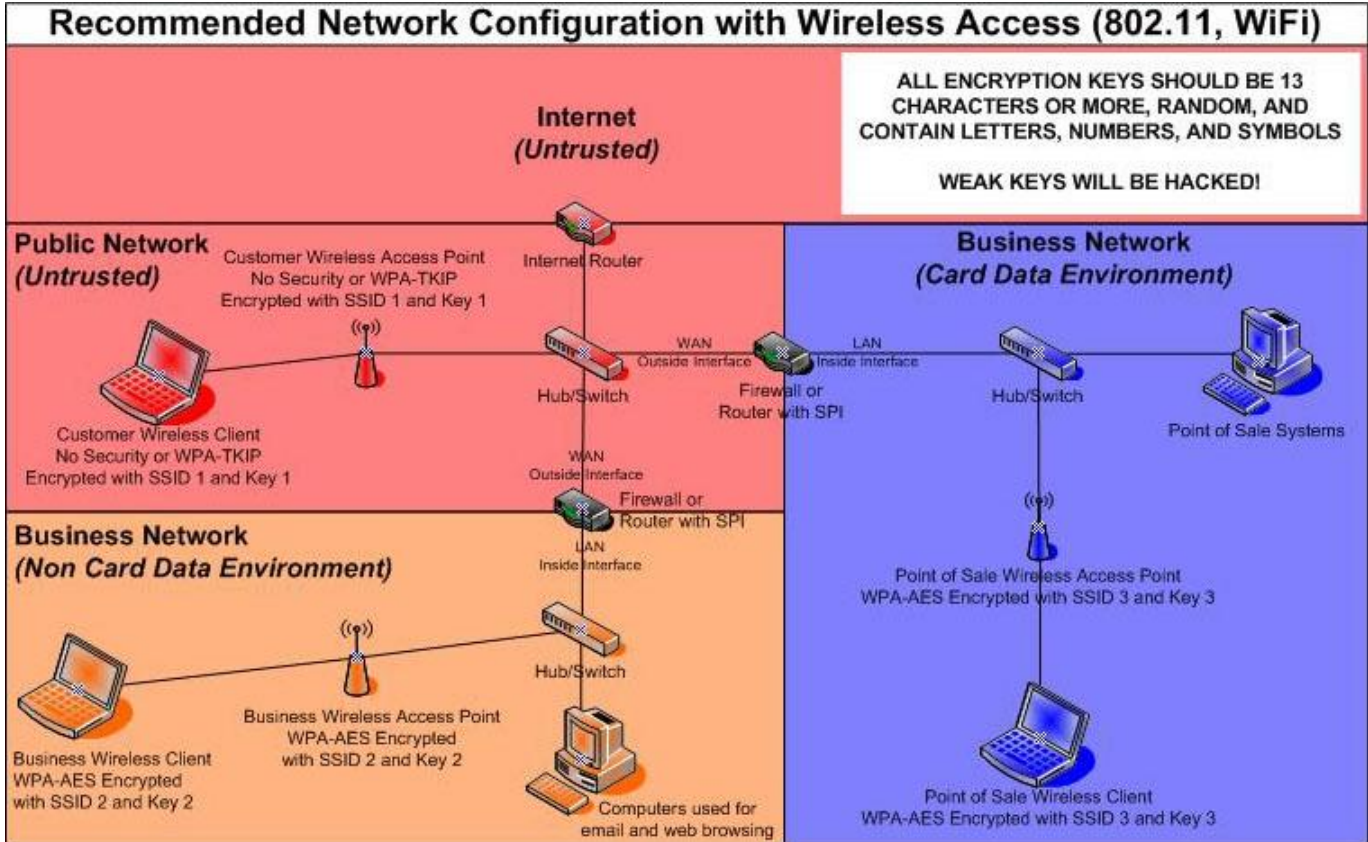 Recommended Network Configuration with Wireless Access (802.11, WiFi)
ALL ENCRYPTION KEYS SHOULD BE 13
CHARACTERS OR MORE, RANDOM, AND
CONTAIN LETTERS, NUMBERS, AND SYMBOLS
WEAK KEYS WILL BE HACKED!
Internet
(Untrusted)
Public Network
(Untrusted)
Customer Wireless Access Point
No Security or WPA-TKIP
Encrypted with SSID 1 and Key 1
Internet Router
Hub/Switch
WAN
Outside Interface
LAN
Inside Interface
Firewall or
Router with SPI
Customer Wireless Client
No Security or WPA-TKIP
Encrypted with SSID 1 and Key 1
WAN
Outside Interface
Firewall or
Router with SPI
Business Network
(Card Data Environment)
Hub/Switch
Point of Sale Systems
Point of Sale Wireless Access Point
WPA-AES Encrypted with SSID 3 and Key 3
Point of Sale Wireless Client
WPA-AES Encrypted with SSID 3 and Key 3
Business Network
(Non Card Data Environment)
LAN
Inside Interface
Hub/Switch
Business Wireless Access Point
WPA-AES Encrypted
with SSID 2 and Key 2
Business Wireless Client
WPA-AES Encrypted
with SSID 2 and Key 2
Computers used for
email and web browsing